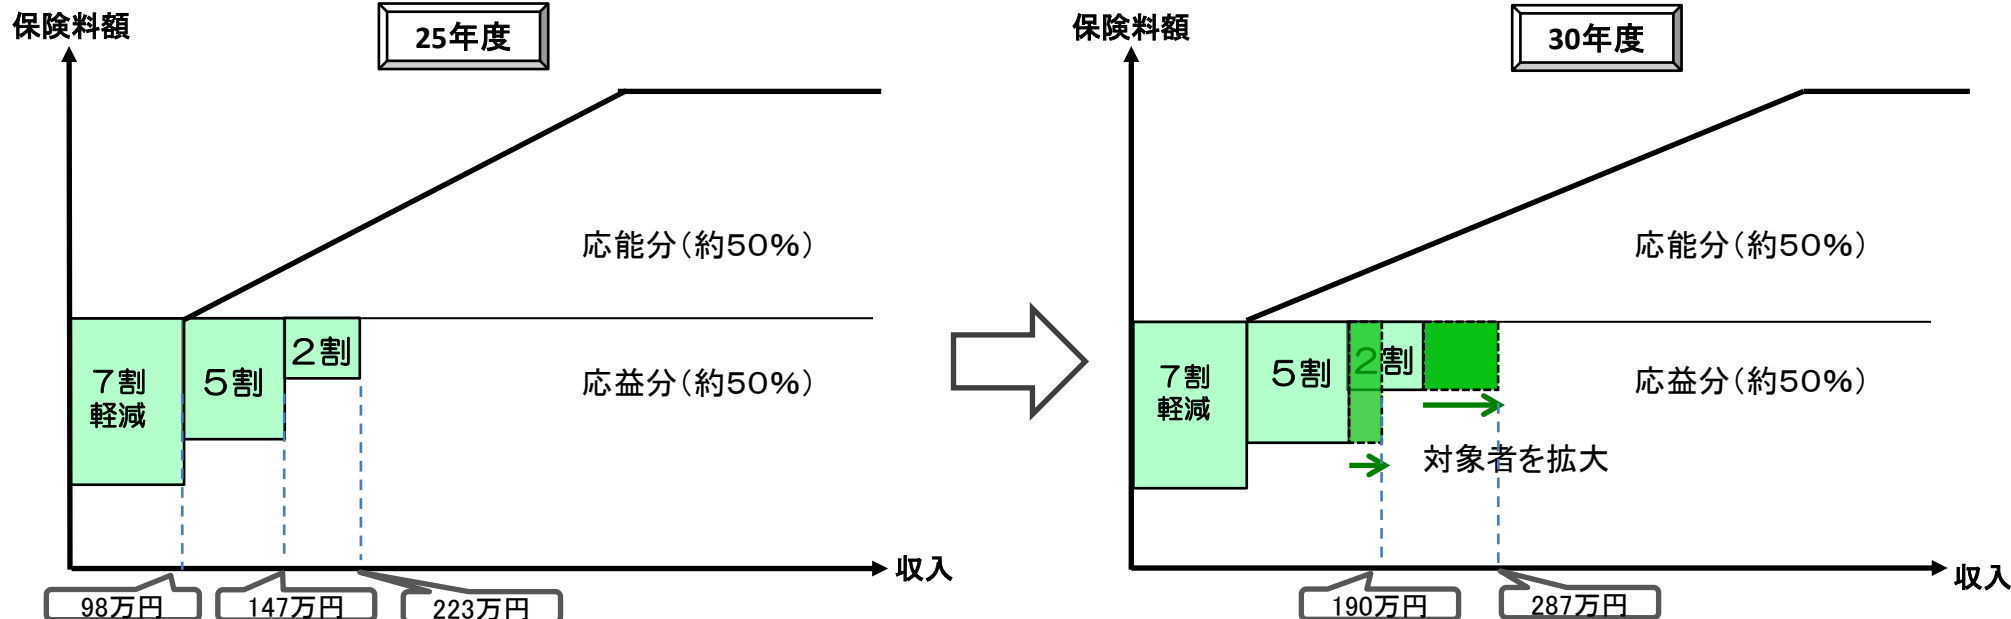 保険料額
25年度
応能分（約５０％）
２割
７割
軽減
５割
応益分（約５０％）
収入
98万円
147万円
223万円
保険料額
30年度
応能分（約５０％）
２割
７割
軽減
５割
応益分（約５０％）
対象者を拡大
収入
190万円
287万円